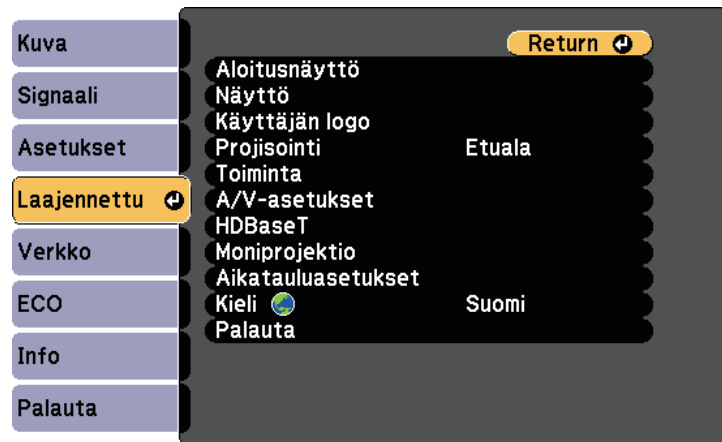 Kuva
Signaali
Asetukset
Laajennettu
Verkko
ECO
Info
Palauta
Return
Aloitusnäyttö
Näyttö
Käyttäjän logo
Projisointi Etuala
Toiminta
A/V-asetukset
HDBaseT
Moniprojektio
Aikatauluasetukset
Kieli Suomi
Palauta